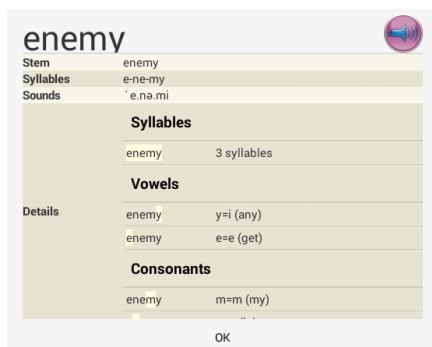 enemy
Stem enemy
Syllables e-ne-my
Sounds ˈe.nə.mi
Syllables
enemy 3 syllables
Vowels
Details
enemy y=i (any)
enemy e=e (get)
Consonants
enemy m=m (my)
OK